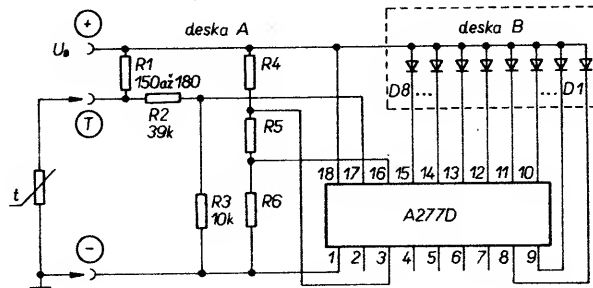 +
deska A
deska B
U_B
R1
150až180
R4
T
R2
39k
D8...
...D1
R5
t
R3
10k
R6
18 17 16 15 14 13 12 11 10
A277D
−
1 2 3 4 5 6 7 8 9